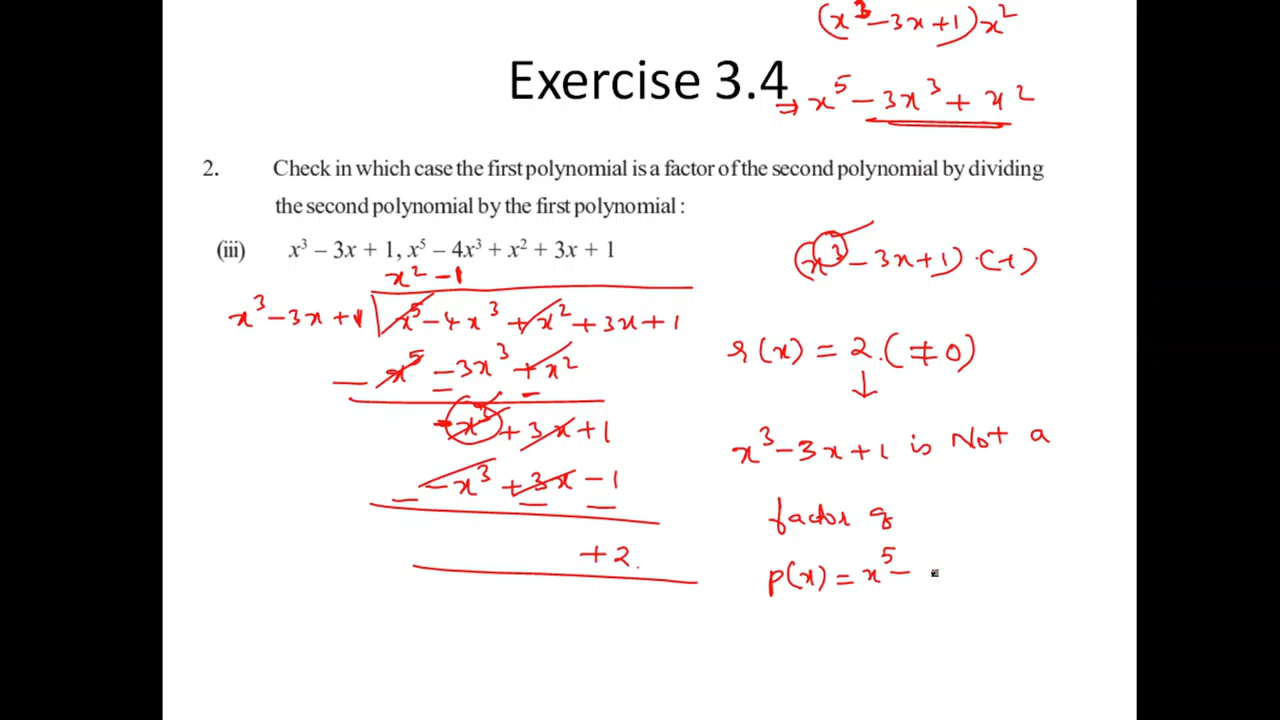 (x³ – 3x + 1) x²
Exercise 3.4
⇒ x⁵ – 3x³ + x²
2. Check in which case the first polynomial is a factor of the second polynomial by dividing
the second polynomial by the first polynomial :
(iii) x³ – 3x + 1, x⁵ – 4x³ + x² + 3x + 1
(x³ – 3x + 1) · (-1)
x² – 1
x³ – 3x + 1 x⁵ – 4x³ + x² + 3x + 1
– x⁵ – 3x³ + x²
r(x) = 2. (≠ 0)
↓
- x³ + 3x + 1
x³ – 3x + 1 is Not a
– x³ + 3x – 1
factor of
+ 2.
p(x) = x⁵ –